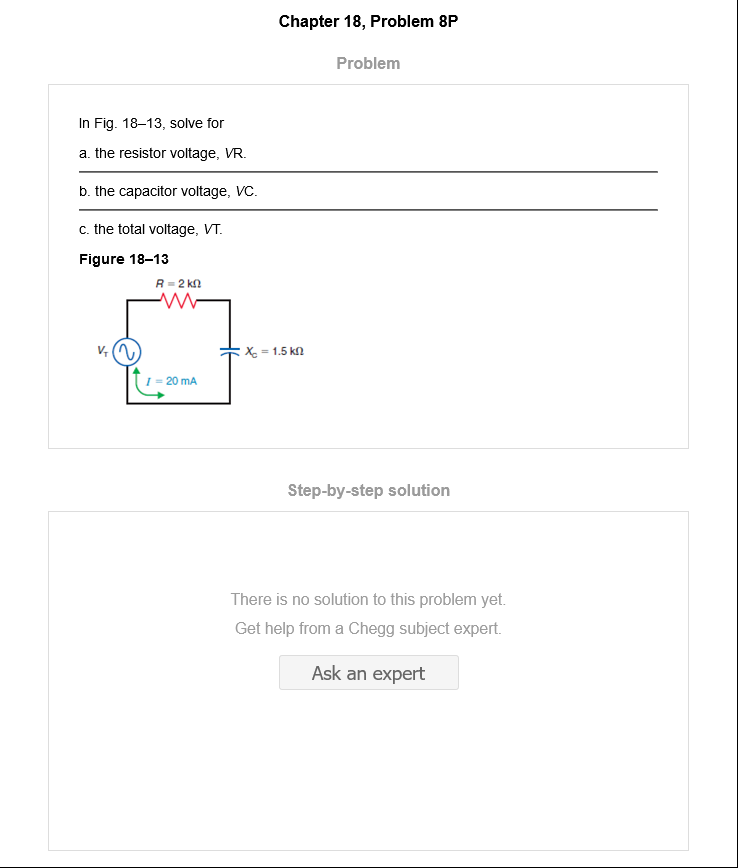 Chapter 18, Problem 8P
Problem
In Fig. 18–13, solve for
a. the resistor voltage, VR.
b. the capacitor voltage, VC.
c. the total voltage, VT.
Figure 18–13
R = 2 kΩ
V_T
X_C = 1.5 kΩ
I = 20 mA
Step-by-step solution
There is no solution to this problem yet.
Get help from a Chegg subject expert.
Ask an expert